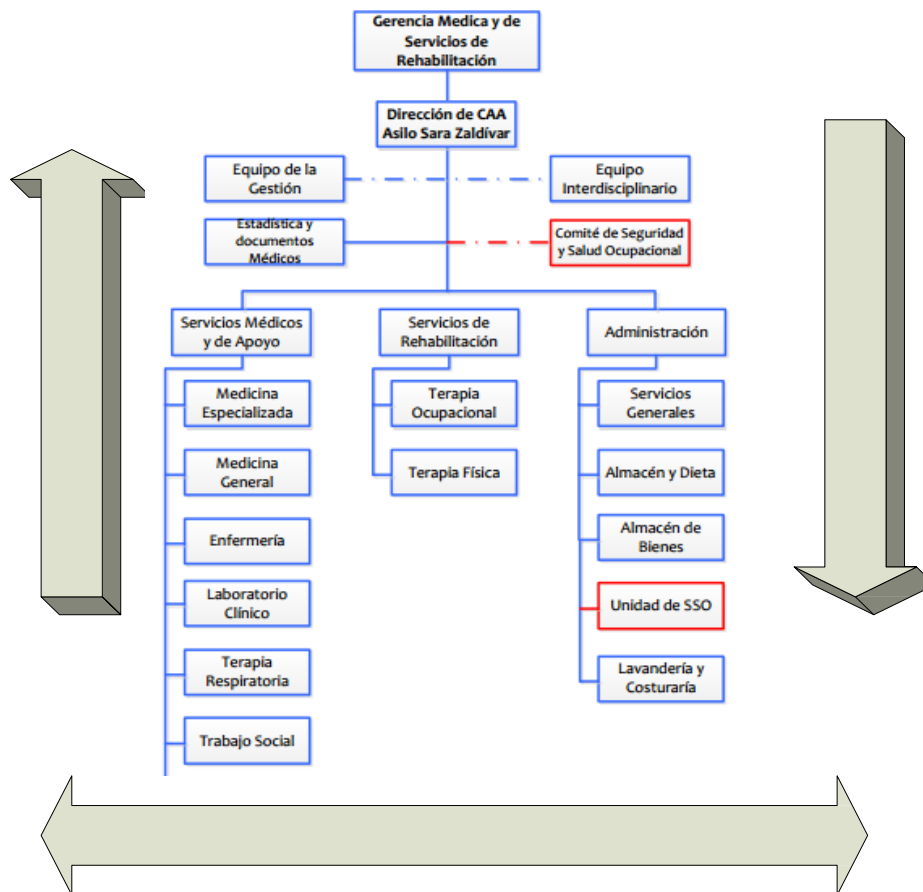 Gerencia Medica y de
Servicios de
Rehabilitación
Dirección de CAA
Asilo Sara Zaldívar
Equipo de la
Gestión
Equipo
Interdisciplinario
Estadística y
documentos
Médicos
Comité de Seguridad
y Salud Ocupacional
Servicios Médicos
y de Apoyo
Servicios de
Rehabilitación
Administración
Medicina
Especializada
Terapia
Ocupacional
Servicios
Generales
Medicina
General
Terapia Física
Almacén y Dieta
Enfermería
Almacén de
Bienes
Laboratorio
Clínico
Unidad de SSO
Terapia
Respiratoria
Lavandería y
Costuraría
Trabajo Social